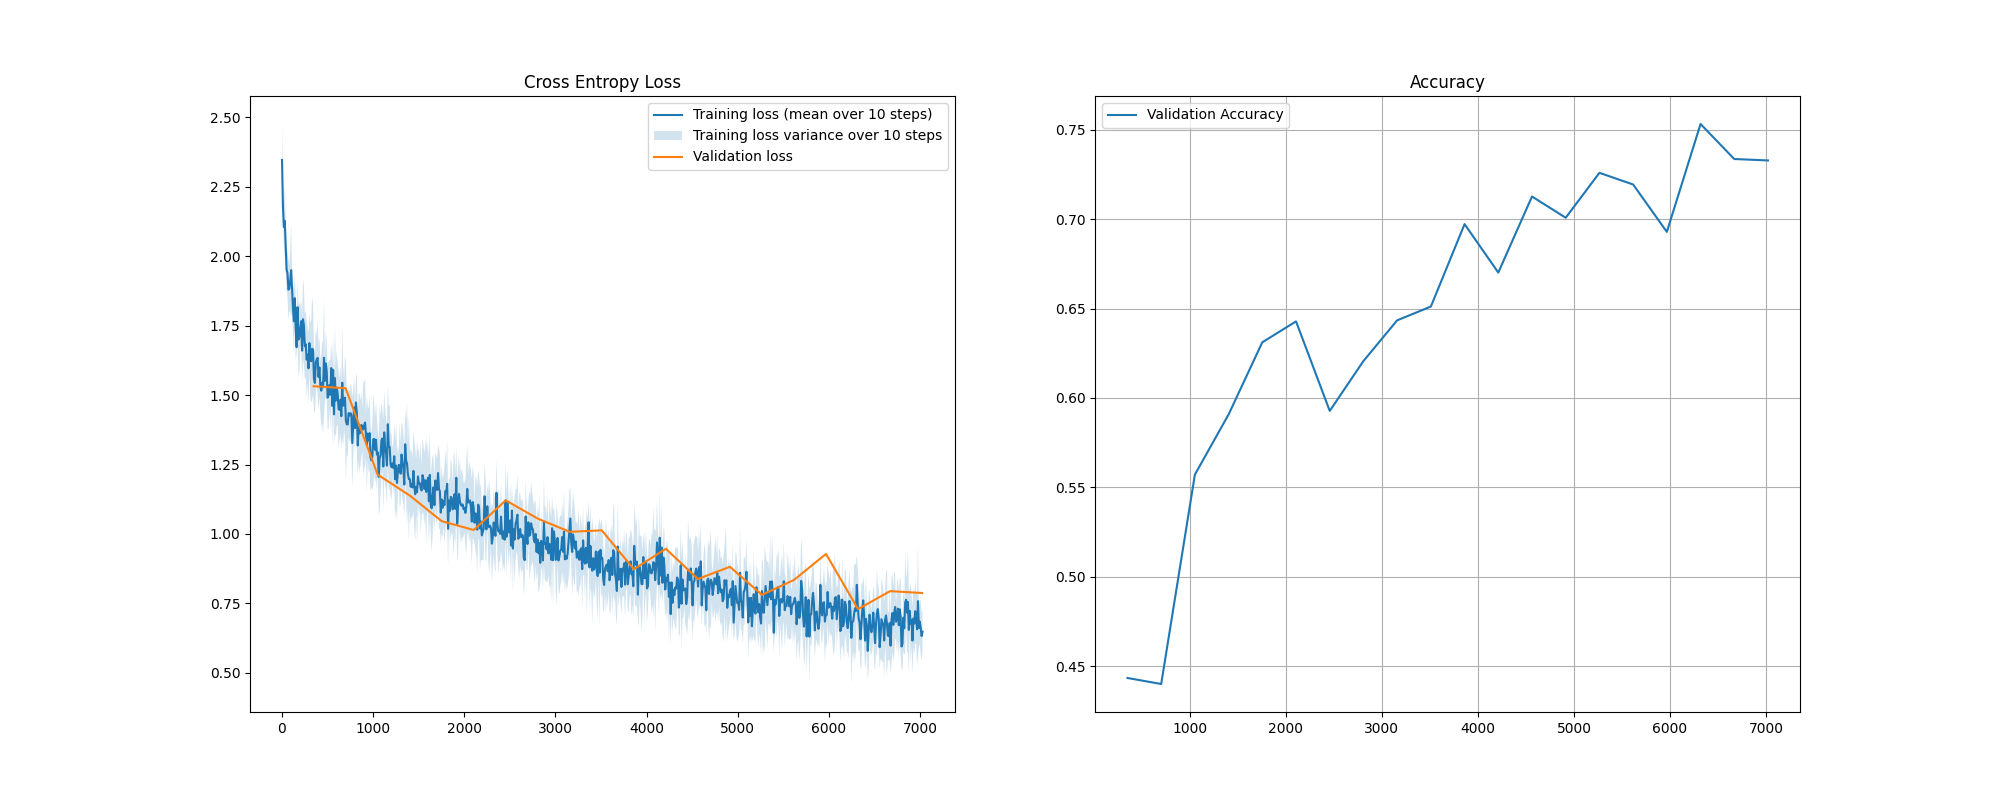 Cross Entropy Loss
Training loss (mean over 10 steps)
Training loss variance over 10 steps
Validation loss
2.50
2.25
2.00
1.75
1.50
1.25
1.00
0.75
0.50
0 1000 2000 3000 4000 5000 6000 7000
Accuracy
Validation Accuracy
0.75
0.70
0.65
0.60
0.55
0.50
0.45
1000 2000 3000 4000 5000 6000 7000